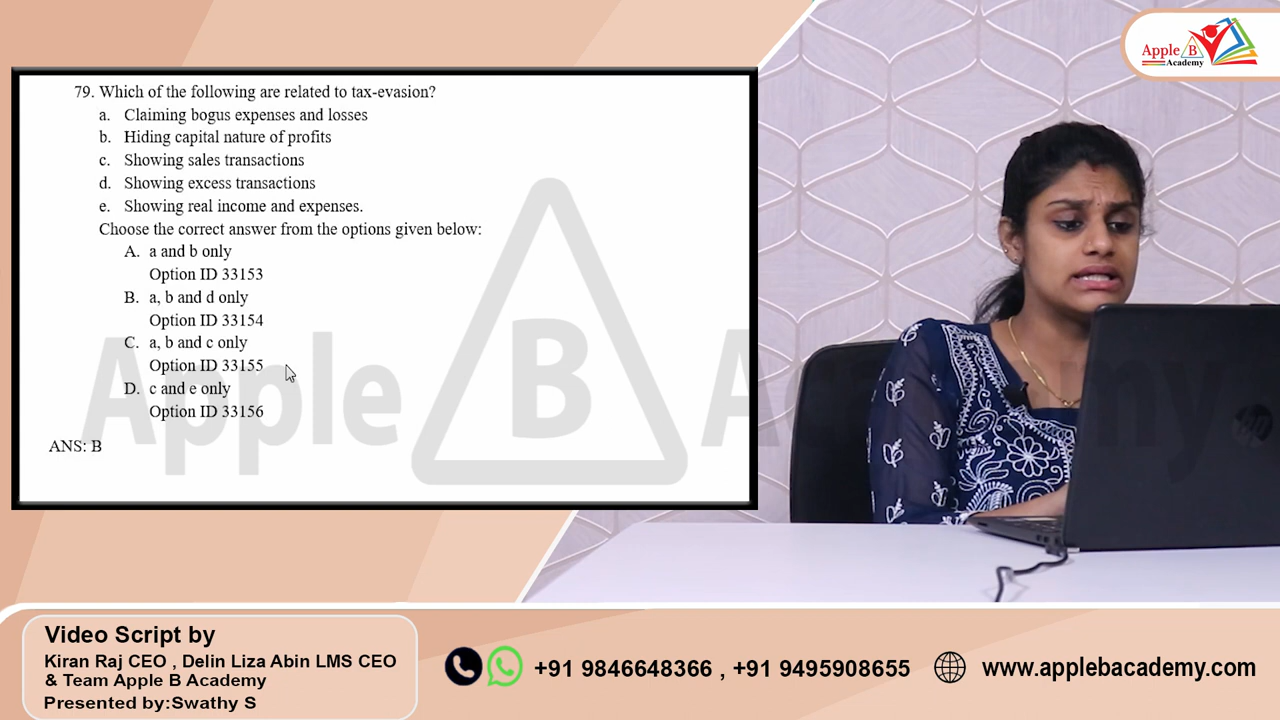 Apple B
Academy
79. Which of the following are related to tax-evasion?
a. Claiming bogus expenses and losses
b. Hiding capital nature of profits
c. Showing sales transactions
d. Showing excess transactions
e. Showing real income and expenses.
Choose the correct answer from the options given below:
A. a and b only
Option ID 33153
B. a, b and d only
Option ID 33154
C. a, b and c only
Option ID 33155
D. c and e only
Option ID 33156
ANS: B
Apple B Academy
hp
Video Script by
Kiran Raj CEO , Delin Liza Abin LMS CEO
& Team Apple B Academy
Presented by:Swathy S
+91 9846648366 , +91 9495908655
www.applebacademy.com